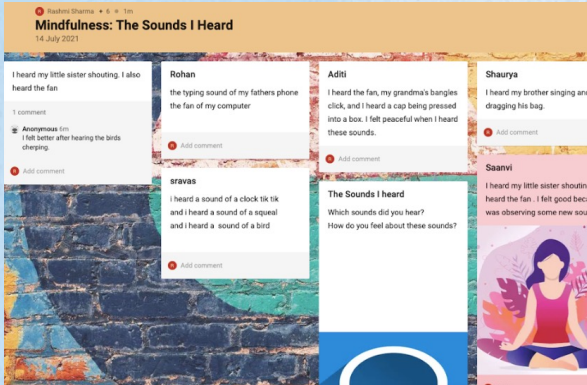 Rashmi Sharma • 6 1m
Mindfulness: The Sounds I Heard
14 July 2021
I heard my little sister shouting. I also
heard the fan
1 comment
Anonymous 6m
I felt better after hearing the birds
cherping.
Add comment
Rohan
the typing sound of my fathers phone
the fan of my computer
Add comment
sravas
i heard a sound of a clock tik tik
and i heard a sound of a squeal
and i heard a sound of a bird
Add comment
Aditi
I heard the fan, my grandma's bangles
click, and I heard a cap being pressed
into a box. I felt peaceful when I heard
these sounds.
Add comment
The Sounds I heard
Which sounds did you hear?
How do you feel about these sounds?
Shaurya
I heard my brother singing an
dragging his bag.
Add comment
Saanvi
I heard my little sister shoutin
heard the fan . I felt good bec
was observing some new sou